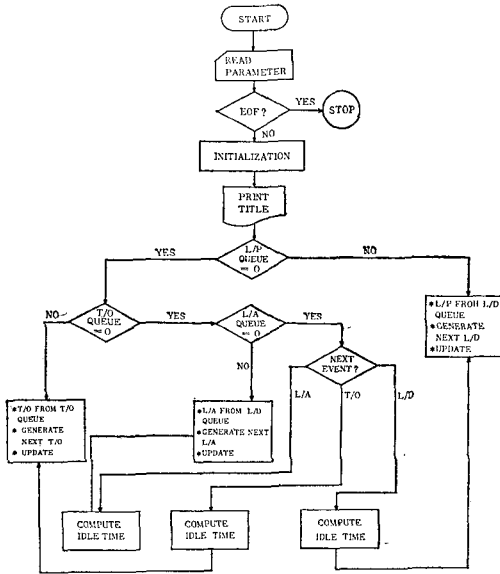 START
READ
PARAMETER
EOF?
YES
STOP
NO
INITIALIZATION
PRINT
TITLE
YES
L/P
QUEUE
= 0
NO
NO
T/O
QUEUE
= 0
YES
L/A
QUEUE
= 0
YES
*L/P FROM L/D
QUEUE
*GENERATE
NEXT L/D
*UPDATE
NEXT
EVENT?
NO
L/A
T/O
L/D
*T/O FROM T/O
QUEUE
* GENERATE
NEXT T/O
* UPDATE
*L/A FROM L/D
QUEUE
*GENERATE NEXT
L/A
*UPDATE
COMPUTE
IDLE TIME
COMPUTE
IDLE TIME
COMPUTE
IDLE TIME